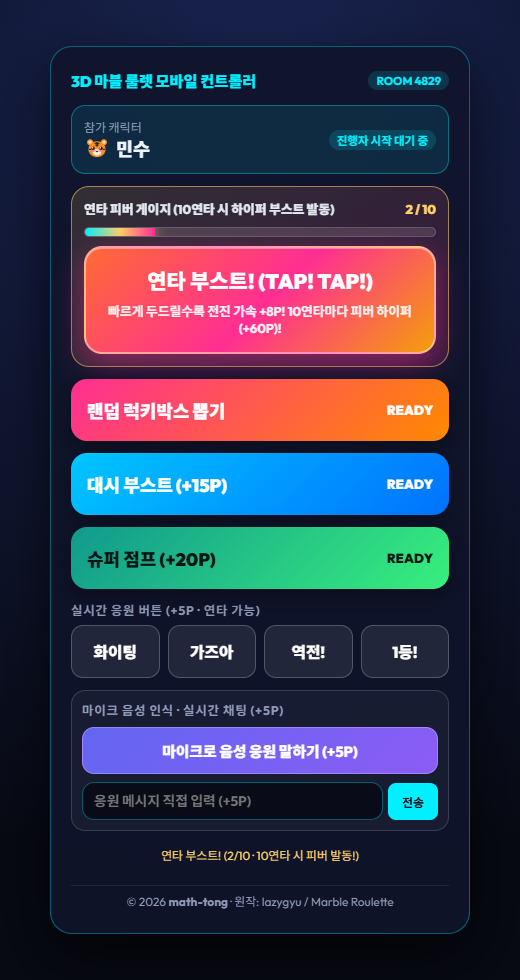 3D 마블 룰렛 모바일 컨트롤러
ROOM 4829
참가 캐릭터
🐯 민수
진행자 시작 대기 중
연타 피버 게이지 (10연타 시 하이퍼 부스트 발동)
2 / 10
연타 부스트! (TAP! TAP!)
빠르게 두드릴수록 전진 가속 +8P! 10연타마다 피버 하이퍼
(+60P)!
랜덤 럭키박스 뽑기
READY
대시 부스트 (+15P)
READY
슈퍼 점프 (+20P)
READY
실시간 응원 버튼 (+5P · 연타 가능)
화이팅
가즈아
역전!
1등!
마이크 음성 인식 · 실시간 채팅 (+5P)
마이크로 음성 응원 말하기 (+5P)
응원 메시지 직접 입력 (+5P)
전송
연타 부스트! (2/10 · 10연타 시 피버 발동!)
© 2026 math-tong · 원작: lazygyu / Marble Roulette